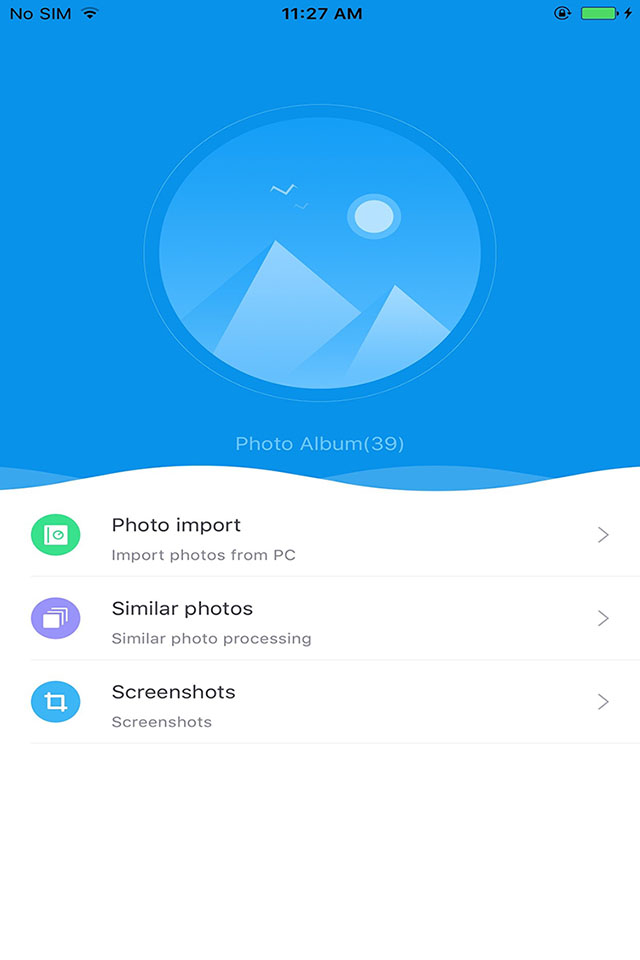 No SIM 11:27 AM
Photo Album(39)
Photo import
Import photos from PC
Similar photos
Similar photo processing
Screenshots
Screenshots